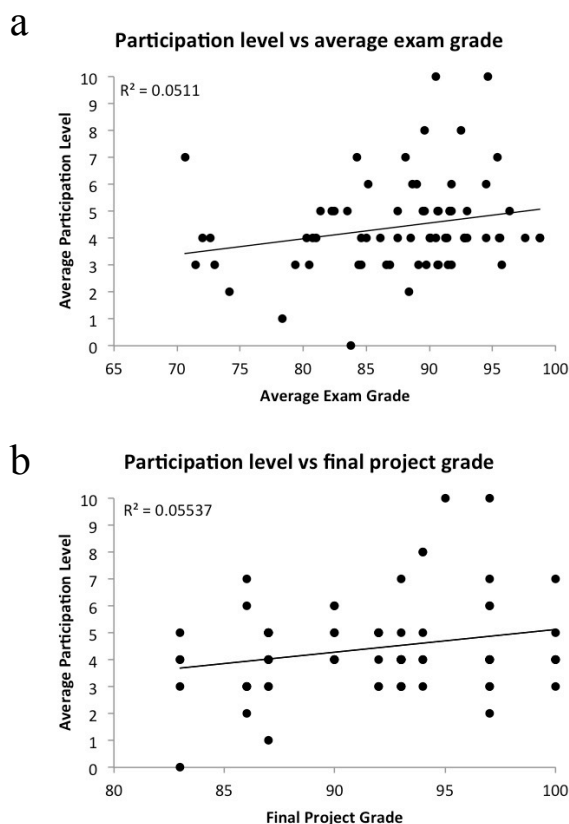 a
Participation level vs average exam grade
R² = 0.0511
Average Participation Level
10
9
8
7
6
5
4
3
2
1
0
65 70 75 80 85 90 95 100
Average Exam Grade
b
Participation level vs final project grade
R² = 0.05537
Average Participation Level
10
9
8
7
6
5
4
3
2
1
0
80 85 90 95 100
Final Project Grade